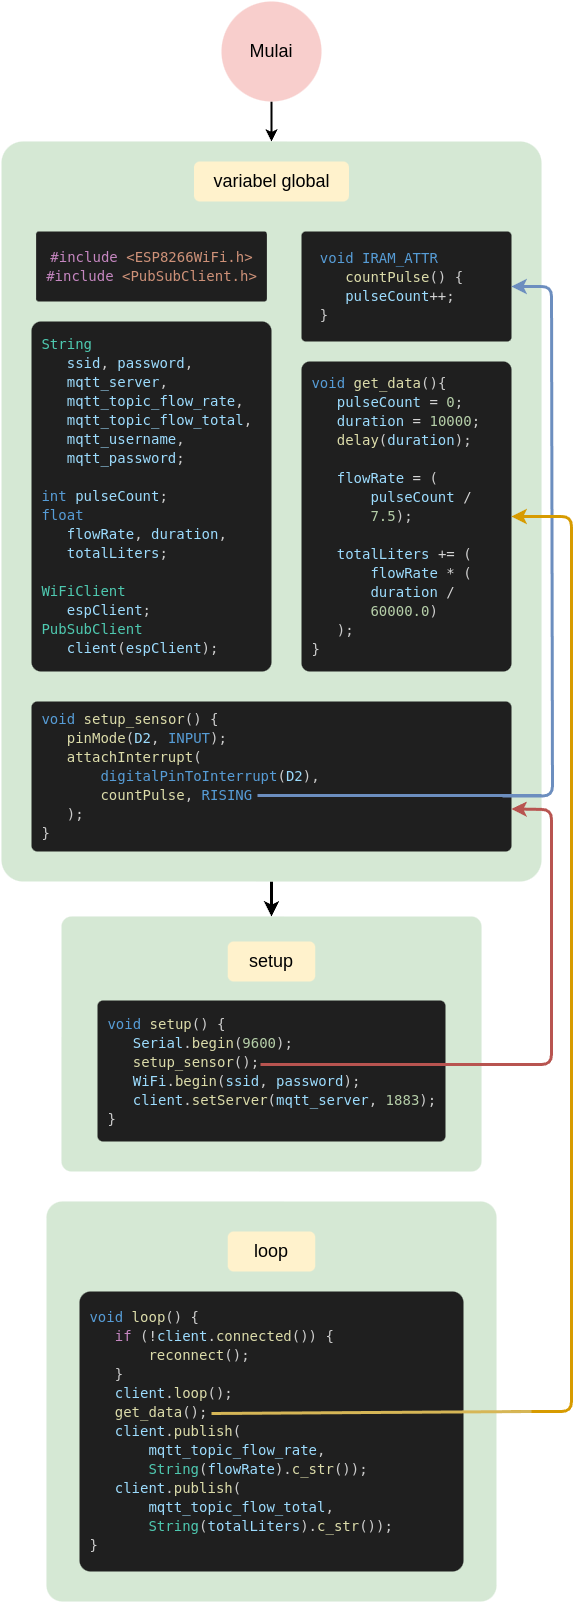 Mulai
variabel global
#include <ESP8266WiFi.h>
#include <PubSubClient.h>
String
ssid, password,
mqtt_server,
mqtt_topic_flow_rate,
mqtt_topic_flow_total,
mqtt_username,
mqtt_password;
int pulseCount;
float
flowRate, duration,
totalLiters;
WiFiClient
espClient;
PubSubClient
client(espClient);
void IRAM_ATTR
countPulse() {
pulseCount++;
}
void get_data(){
pulseCount = 0;
duration = 10000;
delay(duration);
flowRate = (
pulseCount /
7.5);
totalLiters += (
flowRate * (
duration /
60000.0)
);
}
void setup_sensor() {
pinMode(D2, INPUT);
attachInterrupt(
digitalPinToInterrupt(D2),
countPulse, RISING
);
}
setup
void setup() {
Serial.begin(9600);
setup_sensor();
WiFi.begin(ssid, password);
client.setServer(mqtt_server, 1883);
}
loop
void loop() {
if (!client.connected()) {
reconnect();
}
client.loop();
get_data();
client.publish(
mqtt_topic_flow_rate,
String(flowRate).c_str());
client.publish(
mqtt_topic_flow_total,
String(totalLiters).c_str());
}